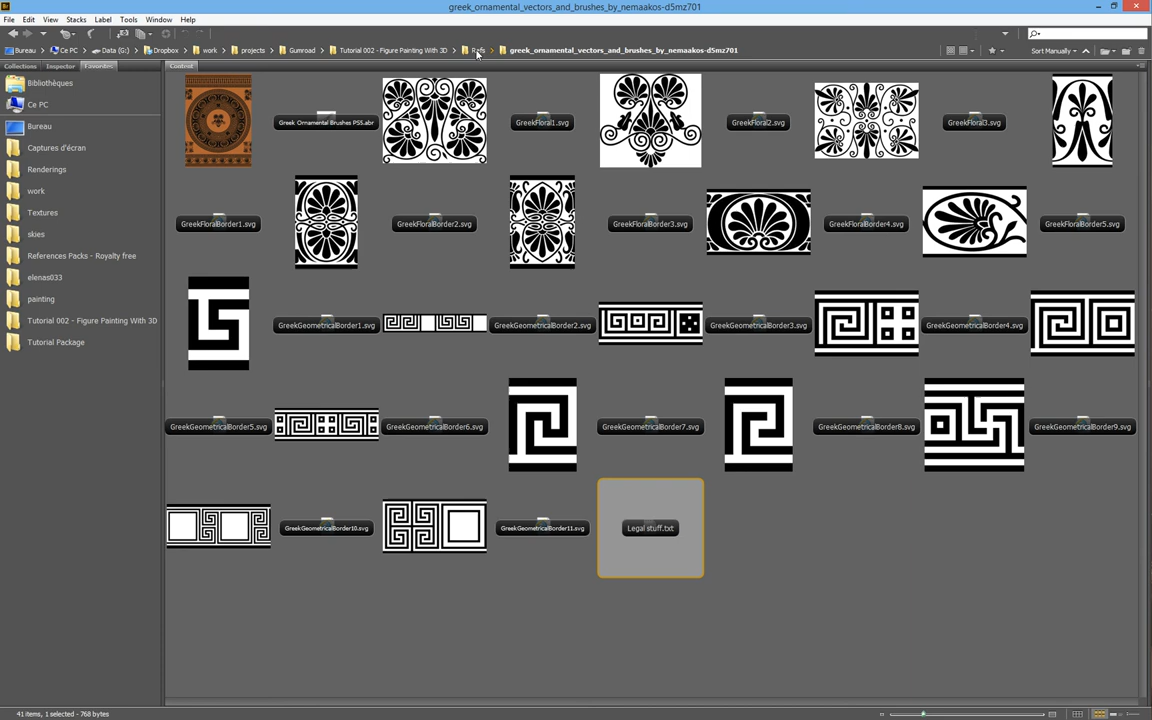 Br
greek_ornamental_vectors_and_brushes_by_nemaakos-d5mz701
File Edit View Stacks Label Tools Window Help
Bureau > Ce PC > Data (G:) > Dropbox > work > projects > Gumroad > Tutorial 002 - Figure Painting With 3D > Refs > greek_ornamental_vectors_and_brushes_by_nemaakos-d5mz701
Sort Manually
Collections Inspector Favorites
Content
Bibliothèques
Ce PC
Bureau
Captures d'écran
Renderings
work
Textures
skies
References Packs - Royalty free
elenas033
painting
Tutorial 002 - Figure Painting With 3D
Tutorial Package
Greek Ornamental Brushes PS5.abr
GreekFloral1.svg
GreekFloral2.svg
GreekFloral3.svg
GreekFloralBorder1.svg
GreekFloralBorder2.svg
GreekFloralBorder3.svg
GreekFloralBorder4.svg
GreekFloralBorder5.svg
GreekGeometricalBorder1.svg
GreekGeometricalBorder2.svg
GreekGeometricalBorder3.svg
GreekGeometricalBorder4.svg
GreekGeometricalBorder5.svg
GreekGeometricalBorder6.svg
GreekGeometricalBorder7.svg
GreekGeometricalBorder8.svg
GreekGeometricalBorder9.svg
GreekGeometricalBorder10.svg
GreekGeometricalBorder11.svg
Legal stuff.txt
41 items, 1 selected - 768 bytes